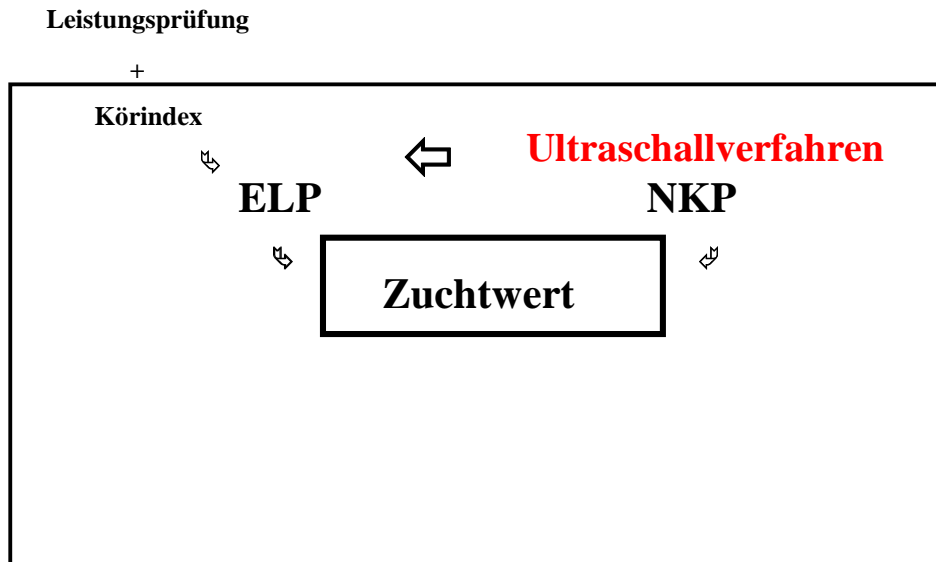 Leistungsprüfung
+
Körindex
Ultraschallverfahren
ELP NKP
Zuchtwert